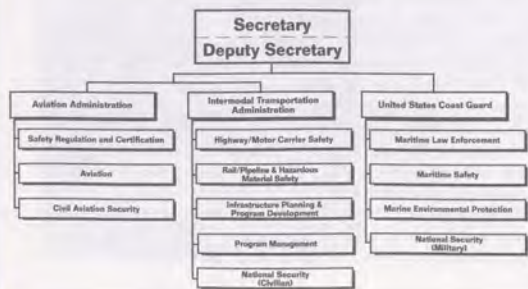 Secretary
Deputy Secretary
Aviation Administration
Safety Regulation and Certification
Aviation
Civil Aviation Security
Intermodal Transportation
Administration
Highway/Motor Carrier Safety
Rail/Pipeline & Hazardous
Material Safety
Infrastructure Planning &
Program Development
Program Management
National Security
(Civilian)
United States Coast Guard
Maritime Law Enforcement
Maritime Safety
Marine Environmental Protection
National Security
(Military)